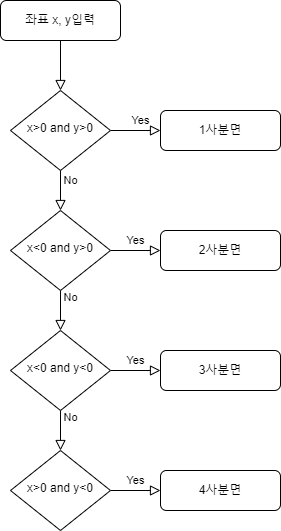 좌표 x, y입력
x>0 and y>0
Yes
1사분면
No
x<0 and y>0
Yes
2사분면
No
x<0 and y<0
Yes
3사분면
No
x>0 and y<0
Yes
4사분면